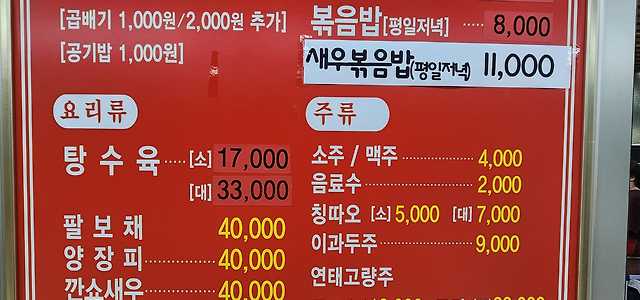 [곱배기 1,000원/2,000원 추가]
[공기밥 1,000원]
요리류
탕수육 ····· [소] 17,000
[대] 33,000
팔보채 40,000
양장피 ········ 40,000
깐쇼새우 40,000
볶음밥 [평일저녁] ····· 8,000
새우볶음밥(평일저녁) 11,000
주류
소주 / 맥주 ················ 4,000
음료수 ························ 2,000
칭따오 [소] 5,000 [대] 7,000
이과두주 ···················· 9,000
연태고량주